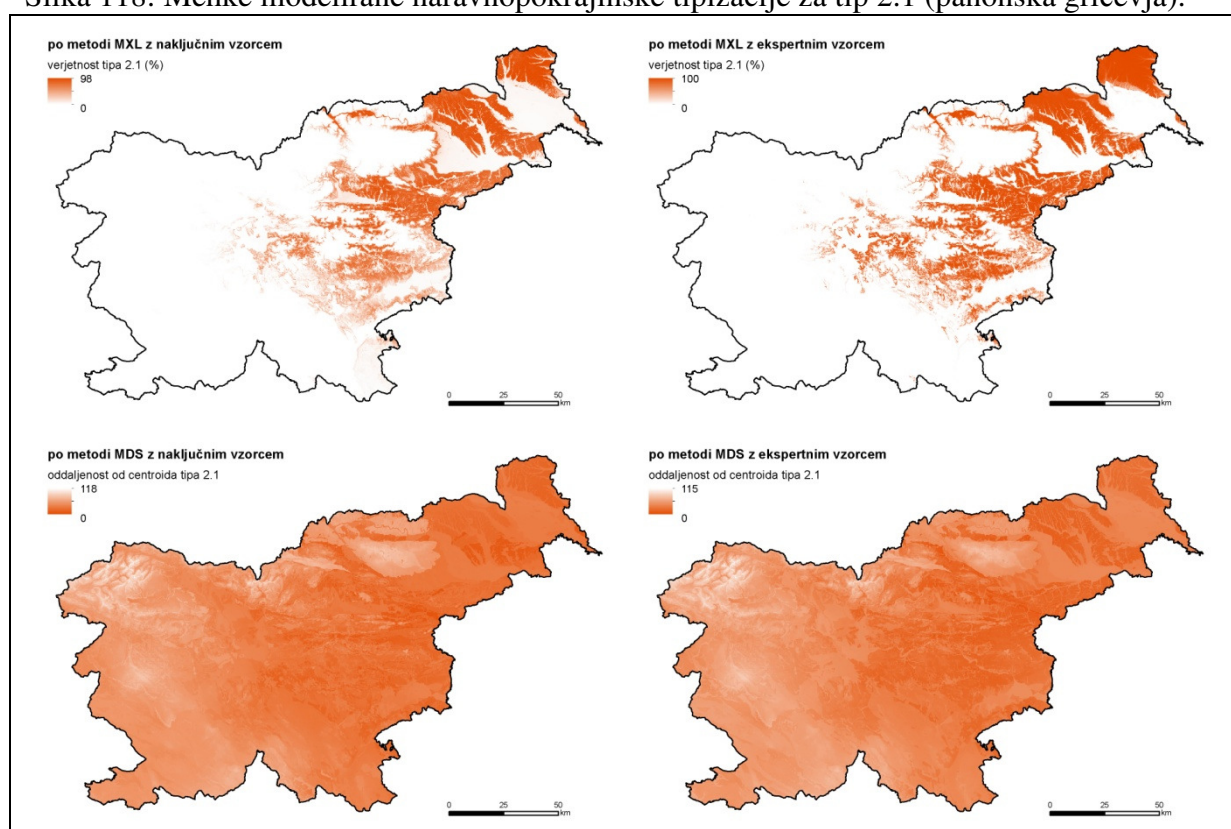 Slika 118: Mehke modelirane naravnopokrajinske tipizacije za tip 2.1 (panonska gričevja).
po metodi MXL z naključnim vzorcem
verjetnost tipa 2.1 (%)
98
0
0 25 50
km
po metodi MXL z ekspertnim vzorcem
verjetnost tipa 2.1 (%)
100
0
0 25 50
km
po metodi MDS z naključnim vzorcem
oddaljenost od centroida tipa 2.1
118
0
0 25 50
km
po metodi MDS z ekspertnim vzorcem
oddaljenost od centroida tipa 2.1
115
0
0 25 50
km